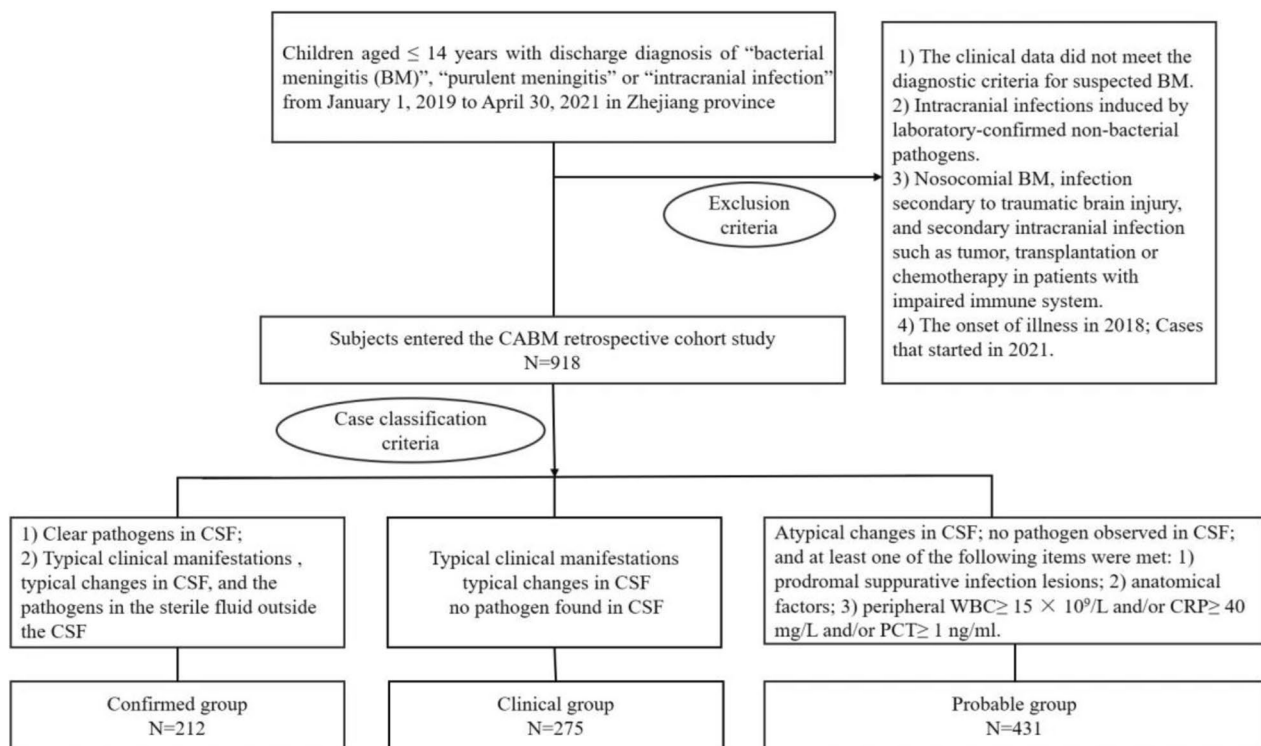 Children aged ≤ 14 years with discharge diagnosis of “bacterial
meningitis (BM)”, “purulent meningitis” or “intracranial infection”
from January 1, 2019 to April 30, 2021 in Zhejiang province
1) The clinical data did not meet the
diagnostic criteria for suspected BM.
2) Intracranial infections induced by
laboratory-confirmed non-bacterial
pathogens.
3) Nosocomial BM, infection
secondary to traumatic brain injury,
and secondary intracranial infection
such as tumor, transplantation or
chemotherapy in patients with
impaired immune system.
4) The onset of illness in 2018; Cases
that started in 2021.
Exclusion
criteria
Subjects entered the CABM retrospective cohort study
N=918
Case classification
criteria
1) Clear pathogens in CSF;
2) Typical clinical manifestations ,
typical changes in CSF, and the
pathogens in the sterile fluid outside
the CSF
Typical clinical manifestations
typical changes in CSF
no pathogen found in CSF
Atypical changes in CSF; no pathogen observed in CSF;
and at least one of the following items were met: 1)
prodromal suppurative infection lesions; 2) anatomical
factors; 3) peripheral WBC≥ 15 × 10⁹/L and/or CRP≥ 40
mg/L and/or PCT≥ 1 ng/ml.
Confirmed group
N=212
Clinical group
N=275
Probable group
N=431